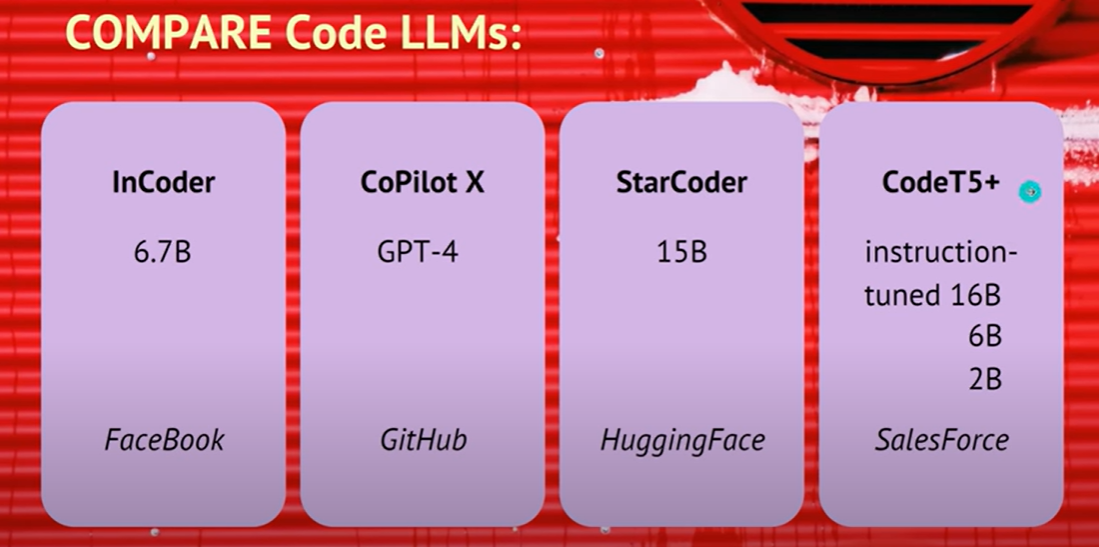 COMPARE Code LLMs:
InCoder
6.7B
FaceBook
CoPilot X
GPT-4
GitHub
StarCoder
15B
HuggingFace
CodeT5+
instruction-
tuned 16B
6B
2B
SalesForce